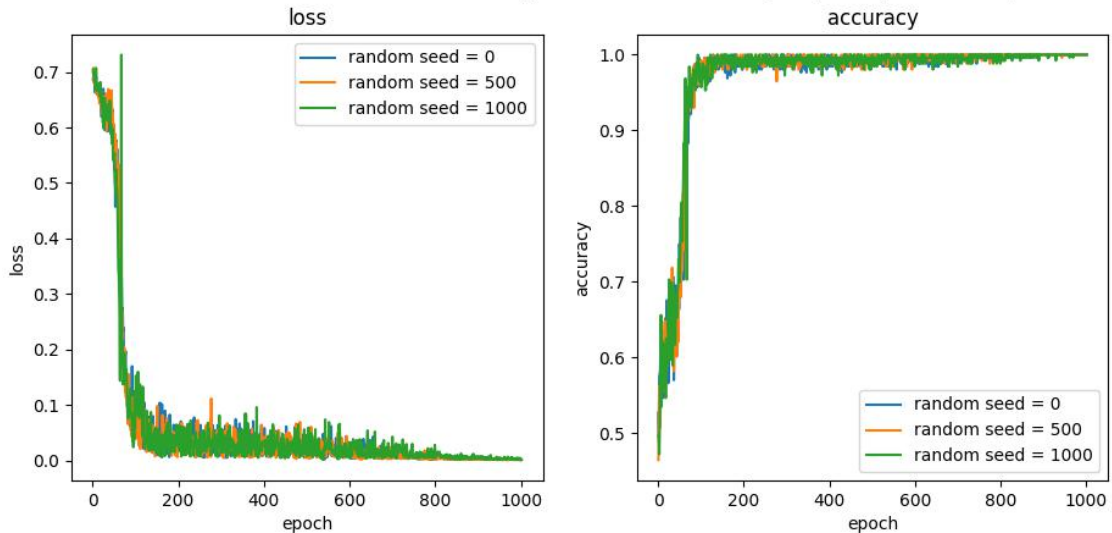 loss
random seed = 0
random seed = 500
random seed = 1000
0.7
0.6
0.5
0.4
0.3
0.2
0.1
0.0
loss
0 200 400 600 800 1000
epoch
accuracy
1.0
0.9
0.8
0.7
0.6
0.5
accuracy
random seed = 0
random seed = 500
random seed = 1000
0 200 400 600 800 1000
epoch